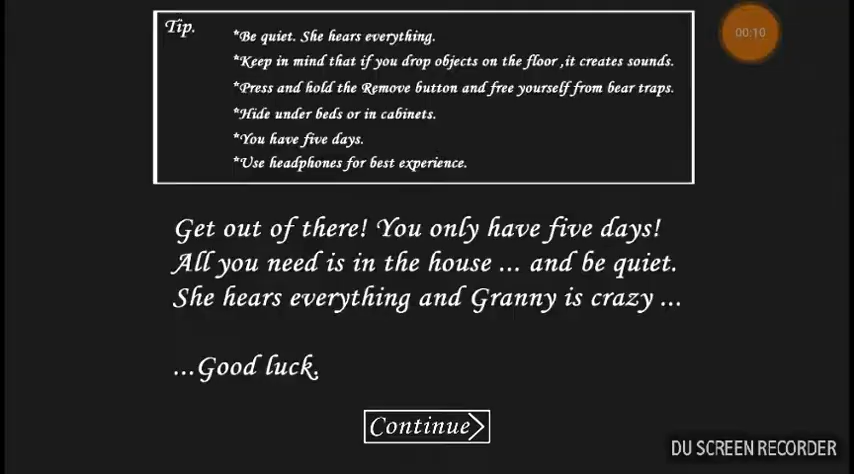 Tip.
*Be quiet. She hears everything.
*Keep in mind that if you drop objects on the floor ,it creates sounds.
*Press and hold the Remove button and free yourself from bear traps.
*Hide under beds or in cabinets.
*You have five days.
*Use headphones for best experience.
00:10
Get out of there! You only have five days!
All you need is in the house ... and be quiet.
She hears everything and Granny is crazy ...
...Good luck.
Continue
DU SCREEN RECORDER